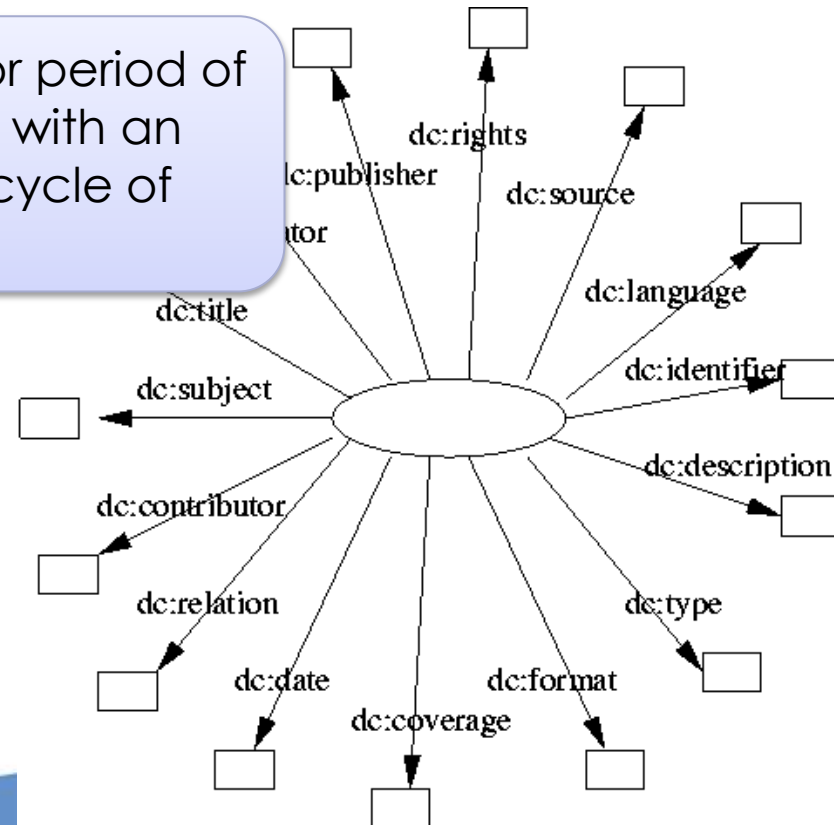 or period of
with an
cycle of
dc:rights
dc:publisher
dc:source
ator
dc:language
dc:title
dc:identifier
dc:subject
dc:description
dc:contributor
dc:relation
dc:type
dc:date
dc:format
dc:coverage